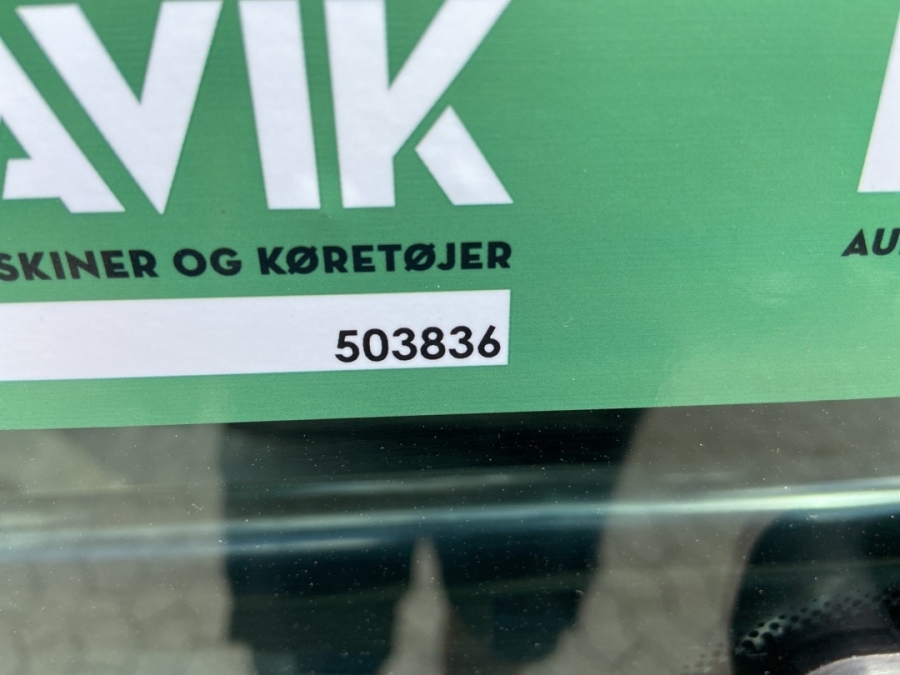 AVIK
SKINER OG KØRETØJER
503836
AU